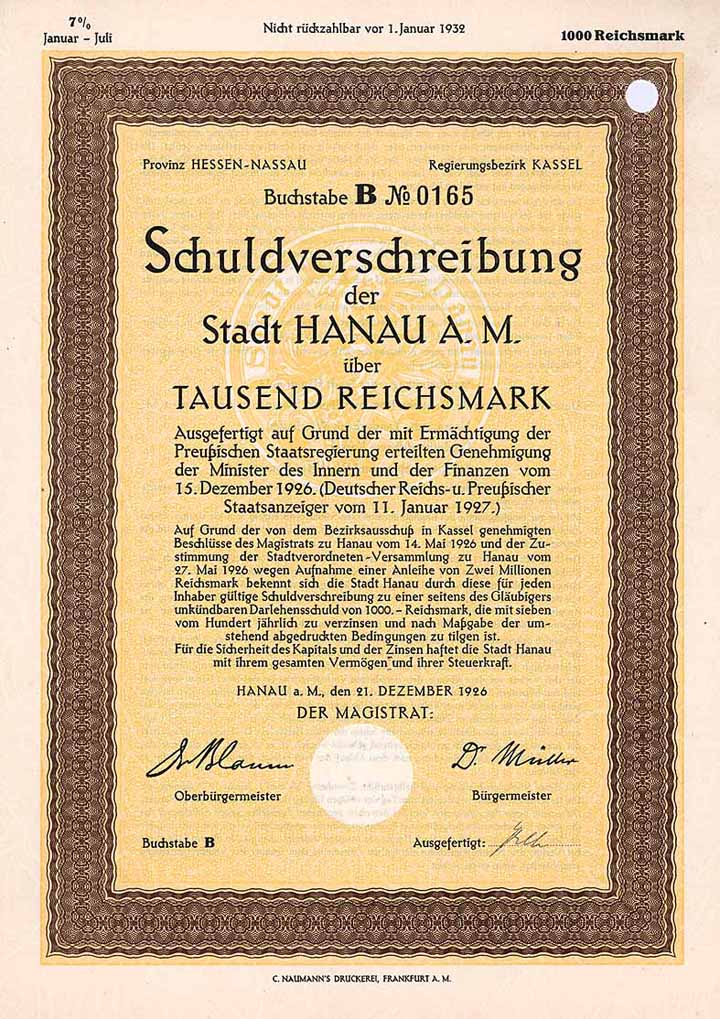 7%
Januar – Juli
Nicht rückzahlbar vor 1. Januar 1932
1000 Reichsmark
Provinz HESSEN-NASSAU
Regierungsbezirk KASSEL
Buchstabe B № 0165
Schuldverschreibung
der
Stadt HANAU A. M.
über
TAUSEND REICHSMARK
Ausgefertigt auf Grund der mit Ermächtigung der
Preußischen Staatsregierung erteilten Genehmigung
der Minister des Innern und der Finanzen vom
15. Dezember 1926. (Deutscher Reichs- u. Preußischer
Staatsanzeiger vom 11. Januar 1927.)
Auf Grund der von dem Bezirksausschuß in Kassel genehmigten
Beschlüsse des Magistrats zu Hanau vom 14. Mai 1926 und der Zu-
stimmung der Stadtverordneten-Versammlung zu Hanau vom
27. Mai 1926 wegen Aufnahme einer Anleihe von Zwei Millionen
Reichsmark bekennt sich die Stadt Hanau durch diese für jeden
Inhaber gültige Schuldverschreibung zu einer seitens des Gläubigers
unkündbaren Darlehensschuld von 1000.– Reichsmark, die mit sieben
vom Hundert jährlich zu verzinsen und nach Maßgabe der um-
stehend abgedruckten Bedingungen zu tilgen ist.
Für die Sicherheit des Kapitals und der Zinsen haftet die Stadt Hanau
mit ihrem gesamten Vermögen und ihrer Steuerkraft.
HANAU a. M., den 21. DEZEMBER 1926
DER MAGISTRAT:
Dr. Müller
Oberbürgermeister
Bürgermeister
Buchstabe B
Ausgefertigt:
C. NAUMANN'S DRUCKEREI, FRANKFURT A. M.